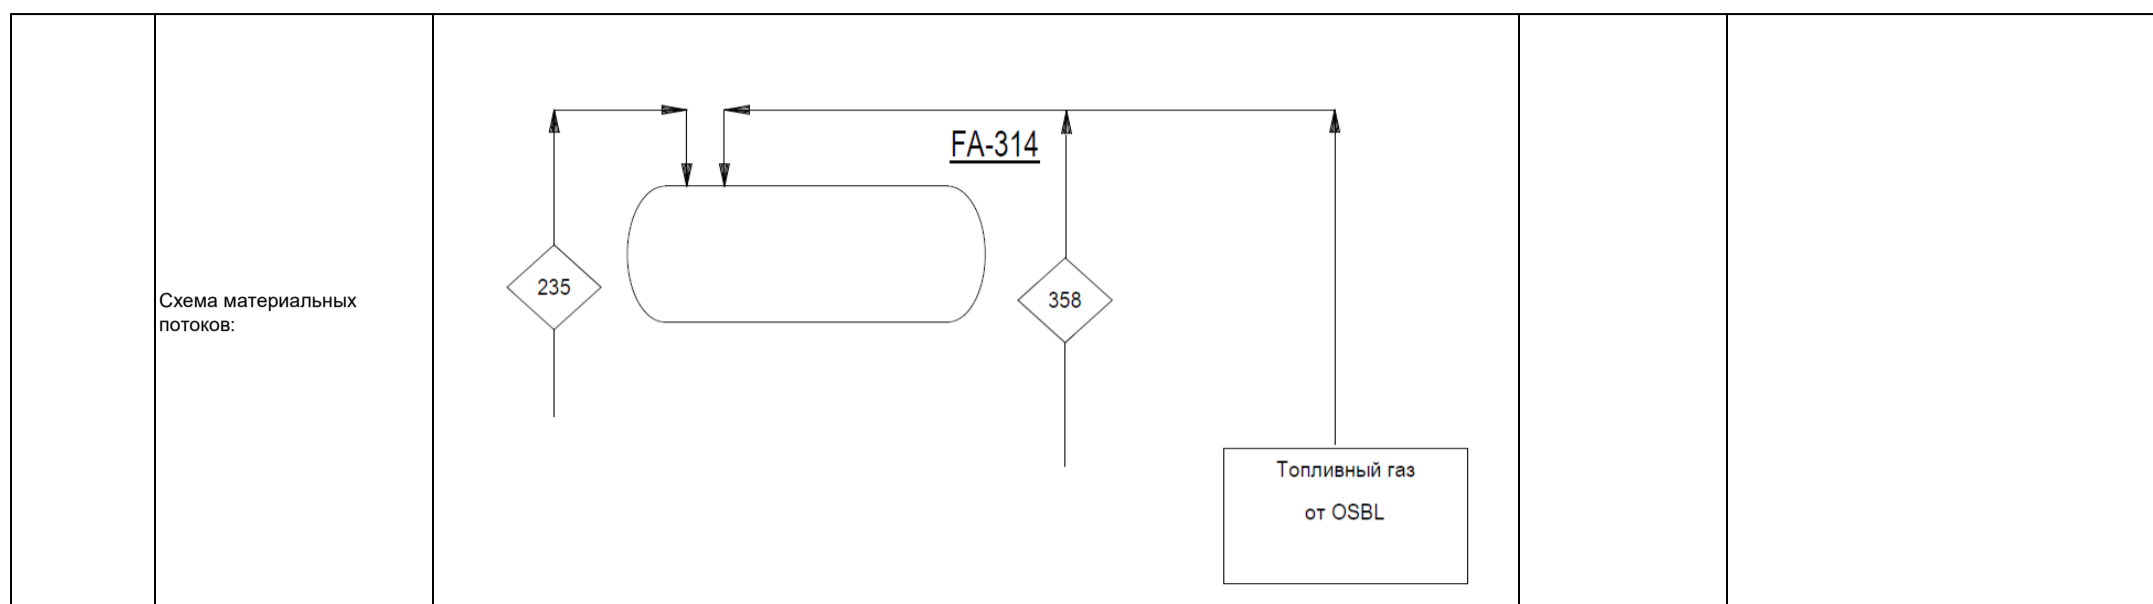 FA-314
235
358
Схема материальных
потоков:
Топливный газ
от OSBL